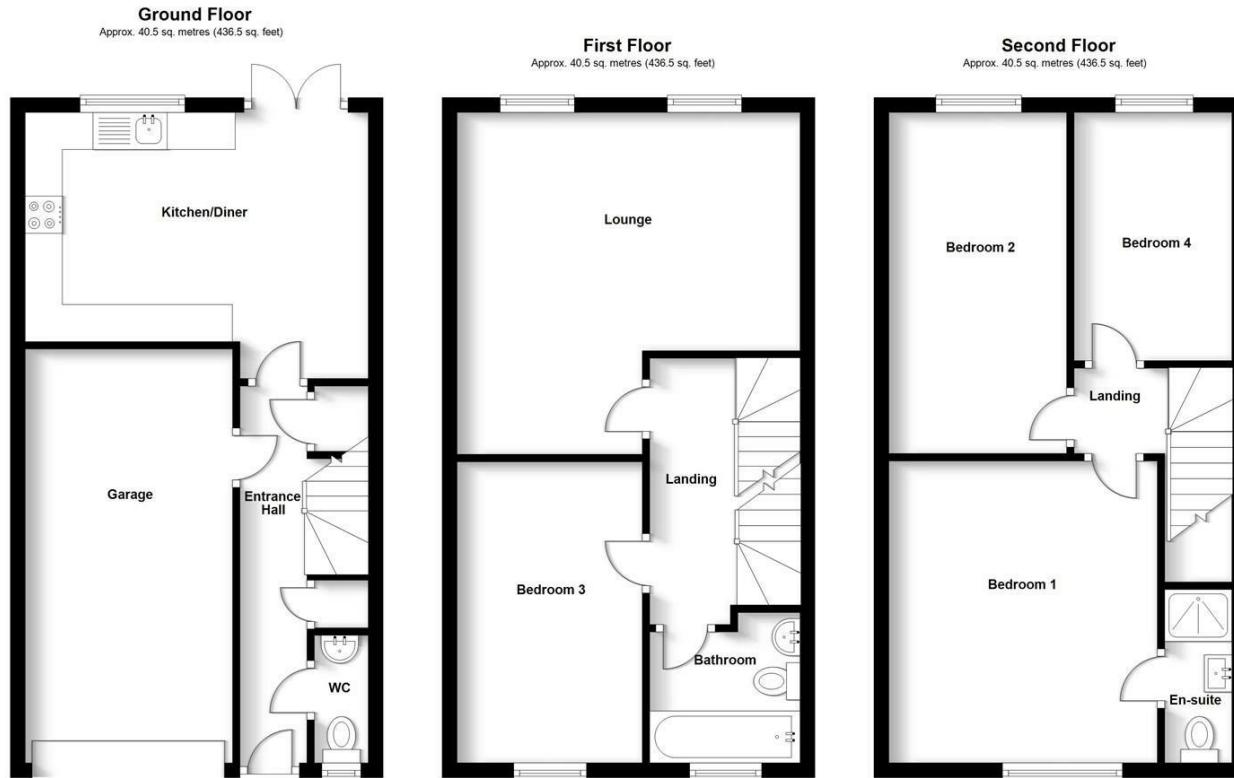 Ground Floor
Approx. 40.5 sq. metres (436.5 sq. feet)
Kitchen/Diner
Garage
Entrance
Hall
WC
First Floor
Approx. 40.5 sq. metres (436.5 sq. feet)
Lounge
Landing
Bedroom 3
Bathroom
Second Floor
Approx. 40.5 sq. metres (436.5 sq. feet)
Bedroom 2
Bedroom 4
Landing
Bedroom 1
En-suite